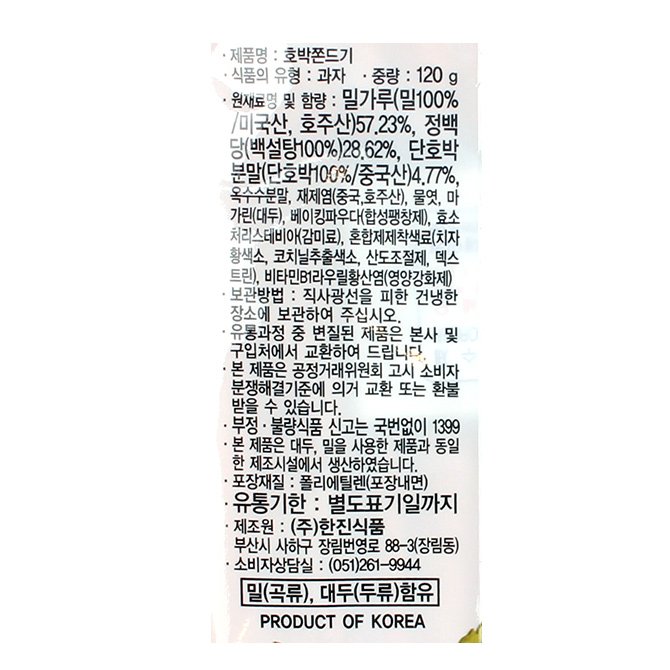 · 제품명 : 호박쫀드기
· 식품의 유형 : 과자 · 중량 : 120 g
· 원재료명 및 함량 : 밀가루(밀100%
/미국산, 호주산)57.23%, 정백
당(백설탕100%)28.62%, 단호박
분말(단호박100%/중국산)4.77%,
옥수수분말, 재제염(중국,호주산), 물엿, 마
가린(대두), 베이킹파우다(합성팽창제), 효소
처리스테비아(감미료), 혼합제제착색료(치자
황색소, 코치닐추출색소, 산도조절제, 덱스
트린), 비타민B1라우릴황산염(영양강화제)
· 보관방법 : 직사광선을 피한 건냉한
장소에 보관하여 주십시오.
· 유통과정 중 변질된 제품은 본사 및
구입처에서 교환하여 드립니다.
· 본 제품은 공정거래위원회 고시 소비자
분쟁해결기준에 의거 교환 또는 환불
받을 수 있습니다.
· 부정 · 불량식품 신고는 국번없이 1399
· 본 제품은 대두, 밀을 사용한 제품과 동일
한 제조시설에서 생산하였습니다.
· 포장재질 : 폴리에틸렌(포장내면)
· 유통기한 : 별도표기일까지
· 제조원 : (주)한진식품
부산시 사하구 장림번영로 88-3(장림동)
· 소비자상담실 : (051)261-9944
밀(곡류), 대두(두류)함유
PRODUCT OF KOREA